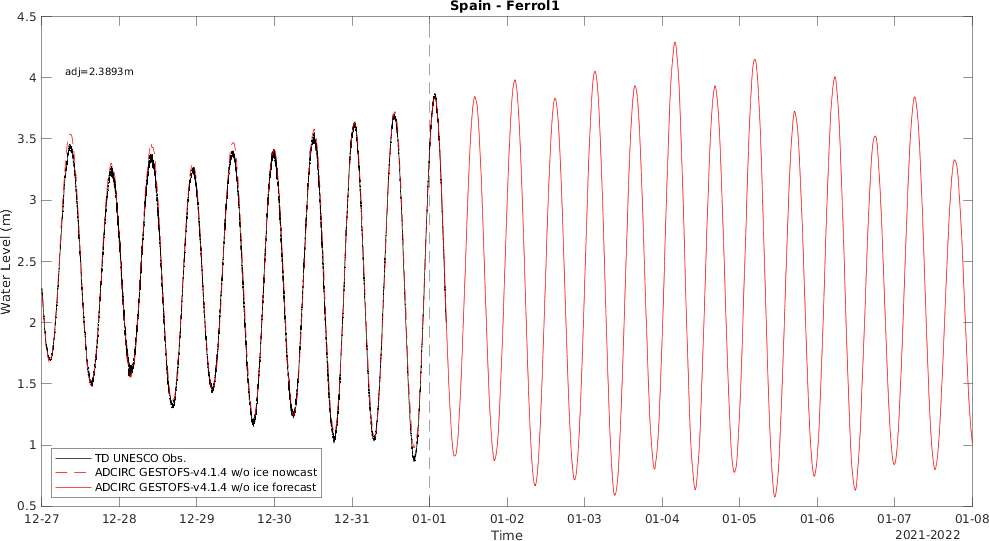 Spain - Ferrol1
adj=2.3893m
Water Level (m)
4.5
4
3.5
3
2.5
2
1.5
1
0.5
TD UNESCO Obs.
ADCIRC GESTOFS-v4.1.4 w/o ice nowcast
ADCIRC GESTOFS-v4.1.4 w/o ice forecast
12-27 12-28 12-29 12-30 12-31 01-01 01-02 01-03 01-04 01-05 01-06 01-07 01-08
Time
2021-2022